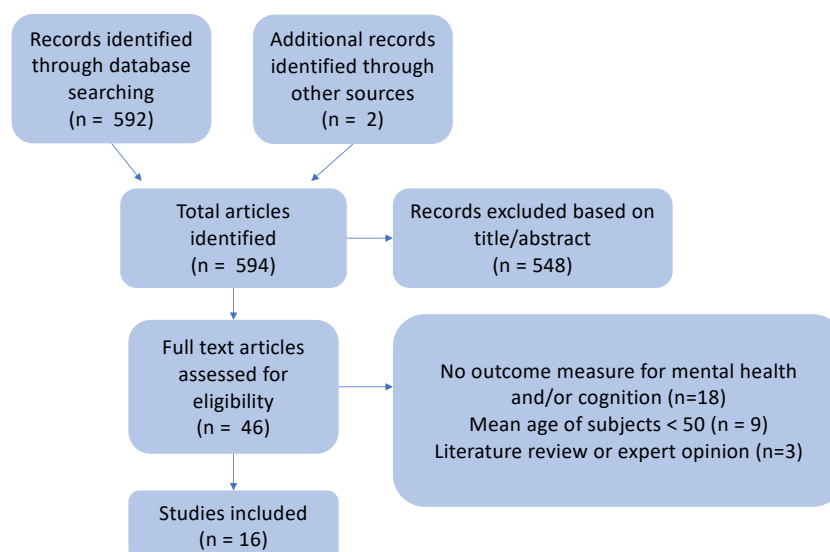 Records identified
through database
searching
(n =  592)
Additional records
identified through
other sources
(n =  2)
Total articles
identified
(n =  594)
Records excluded based on
title/abstract
(n = 548)
Full text articles
assessed for
eligibility
(n =  46)
No outcome measure for mental health
and/or cognition (n=18)
Mean age of subjects < 50 (n = 9)
Literature review or expert opinion (n=3)
Studies included
(n = 16)